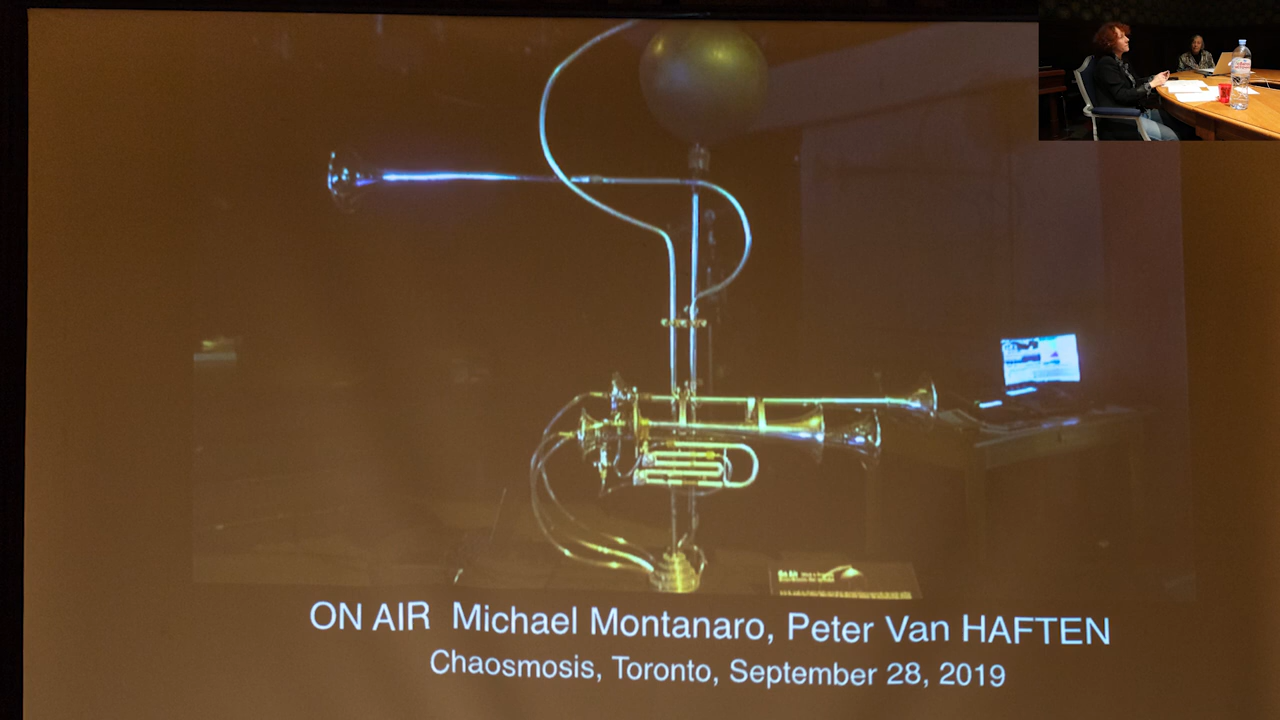 ON AIR Michael Montanaro, Peter Van HAFTEN
Chaosmosis, Toronto, September 28, 2019